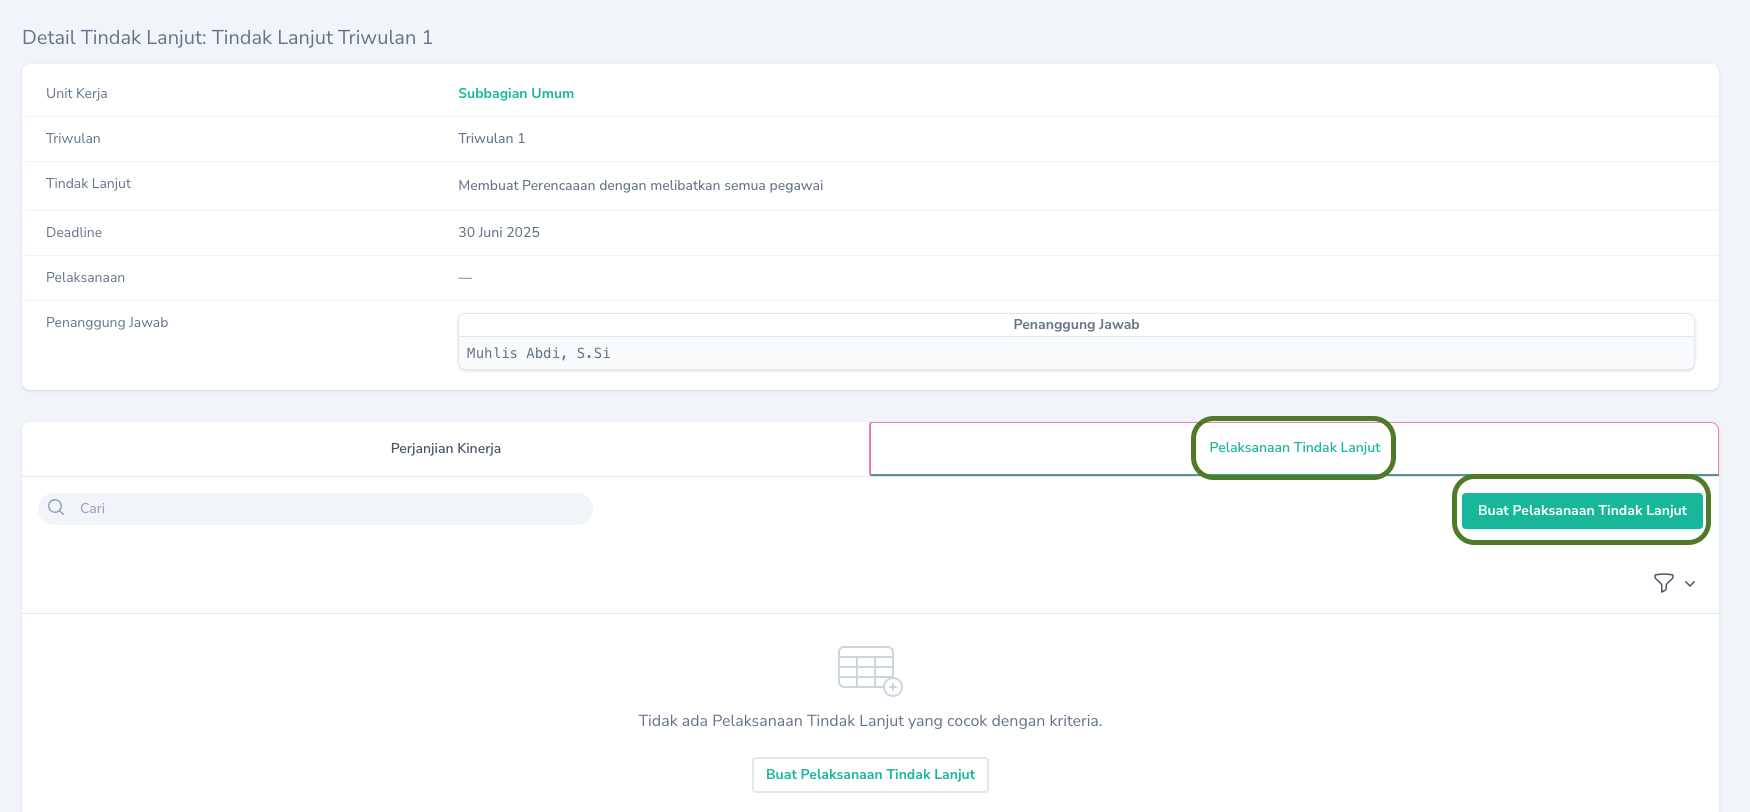 Detail Tindak Lanjut: Tindak Lanjut Triwulan 1
Unit Kerja Subbagian Umum
Triwulan Triwulan 1
Tindak Lanjut Membuat Perencaaan dengan melibatkan semua pegawai
Deadline 30 Juni 2025
Pelaksanaan —
Penanggung Jawab Penanggung Jawab
Muhlis Abdi, S.Si
Perjanjian Kinerja Pelaksanaan Tindak Lanjut
Cari Buat Pelaksanaan Tindak Lanjut
Tidak ada Pelaksanaan Tindak Lanjut yang cocok dengan kriteria.
Buat Pelaksanaan Tindak Lanjut